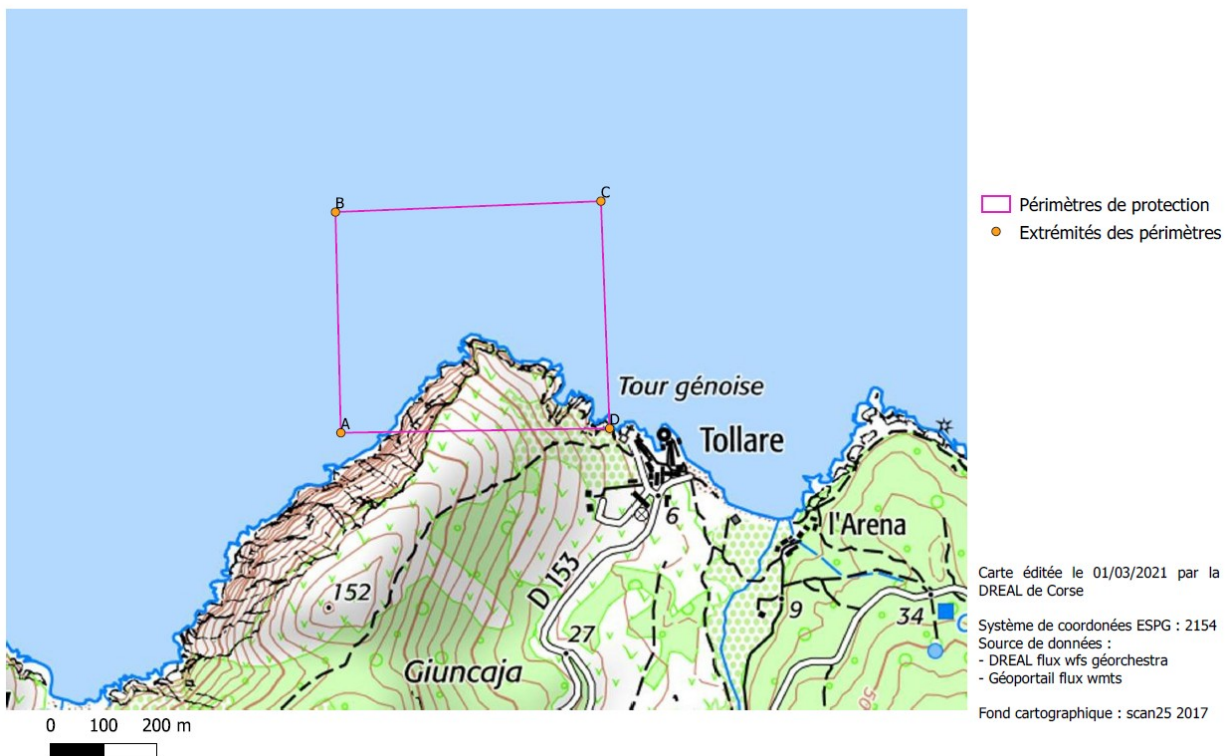 B
C
A
D
Tour génoise
Tollare
l'Arena
6
D 153
152
9
34
27
Giuncaja
50
0 100 200 m
Périmètres de protection
Extrémités des périmètres
Carte éditée le 01/03/2021 par la
DREAL de Corse
Système de coordonées ESPG : 2154
Source de données :
- DREAL flux wfs géorchestra
- Géoportail flux wmts
Fond cartographique : scan25 2017